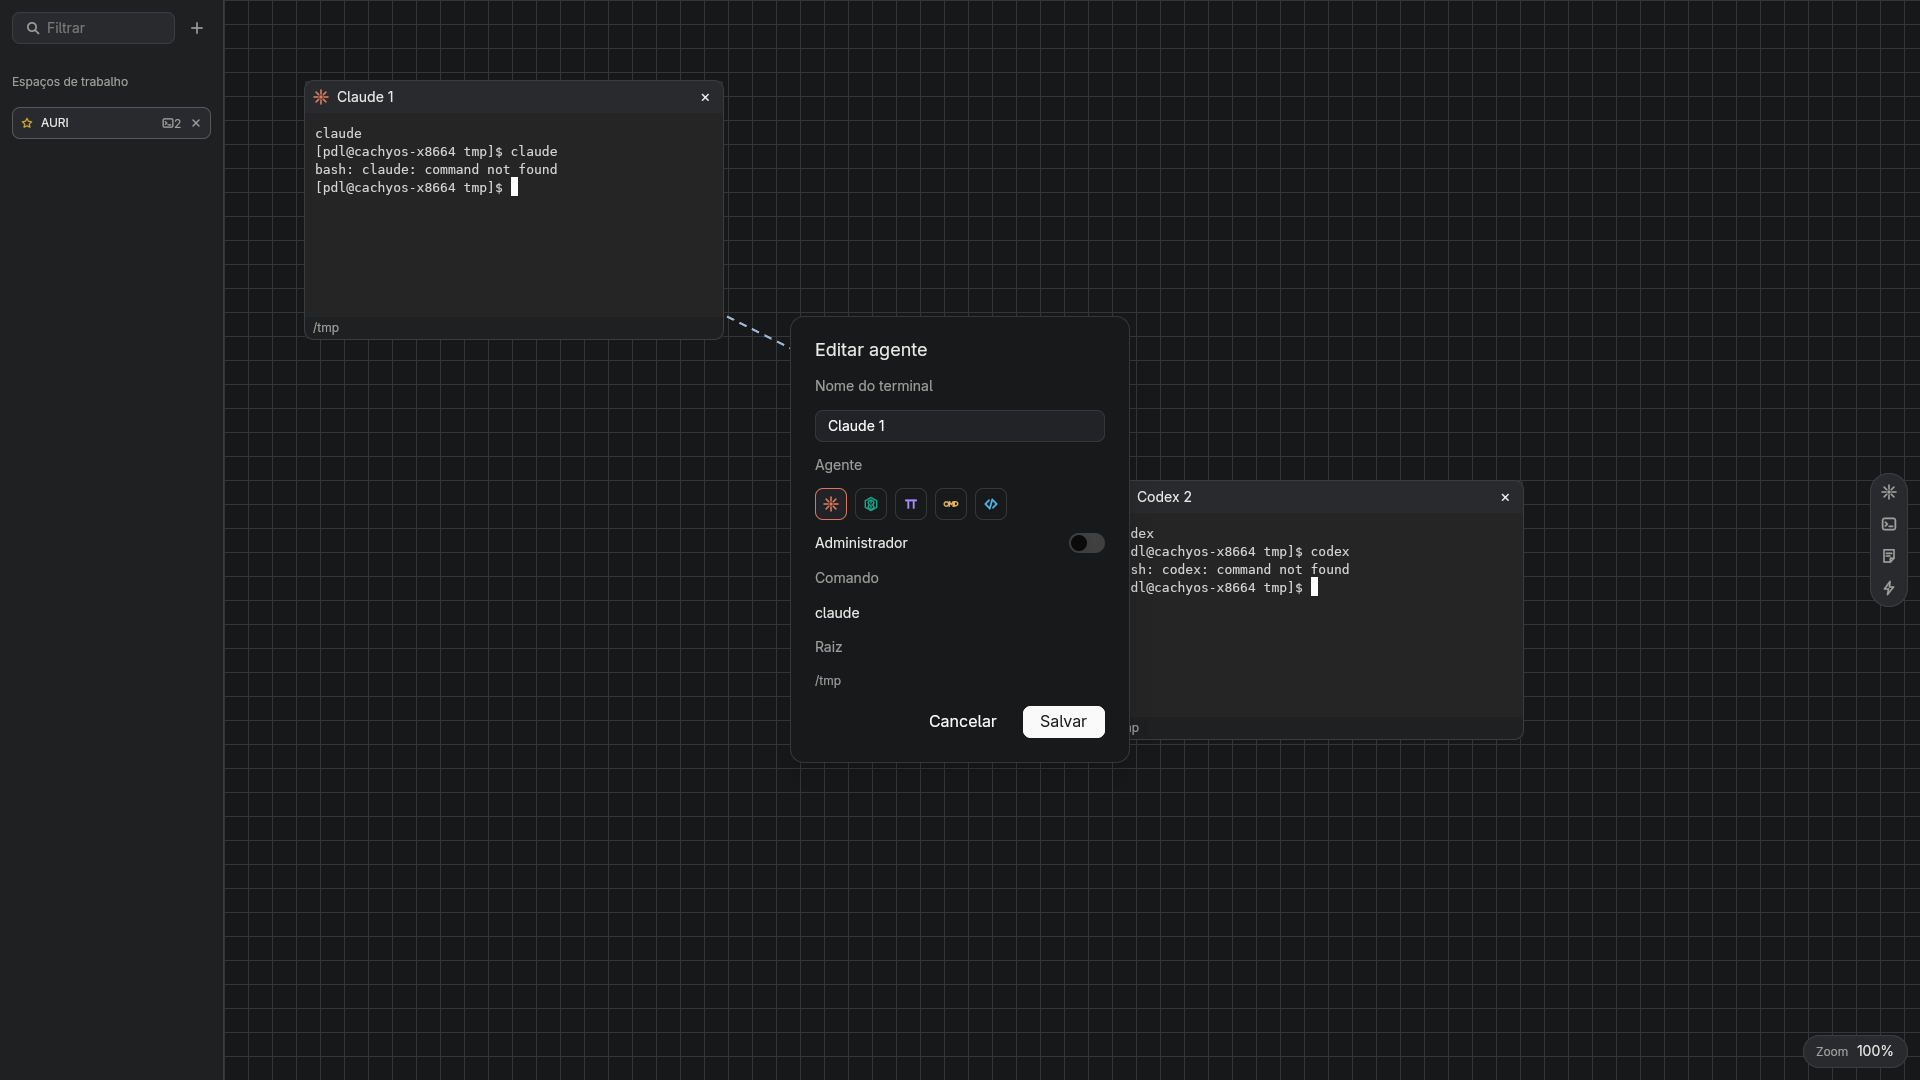 Filtrar
Espaços de trabalho
AURI
2
Claude 1
claude
[pdl@cachyos-x8664 tmp]$ claude
bash: claude: command not found
[pdl@cachyos-x8664 tmp]$
/tmp
Editar agente
Nome do terminal
Claude 1
Agente
OMP
Administrador
Comando
claude
Raiz
/tmp
Cancelar
Salvar
Codex 2
dex
dl@cachyos-x8664 tmp]$ codex
sh: codex: command not found
dl@cachyos-x8664 tmp]$
mp
Zoom 100%